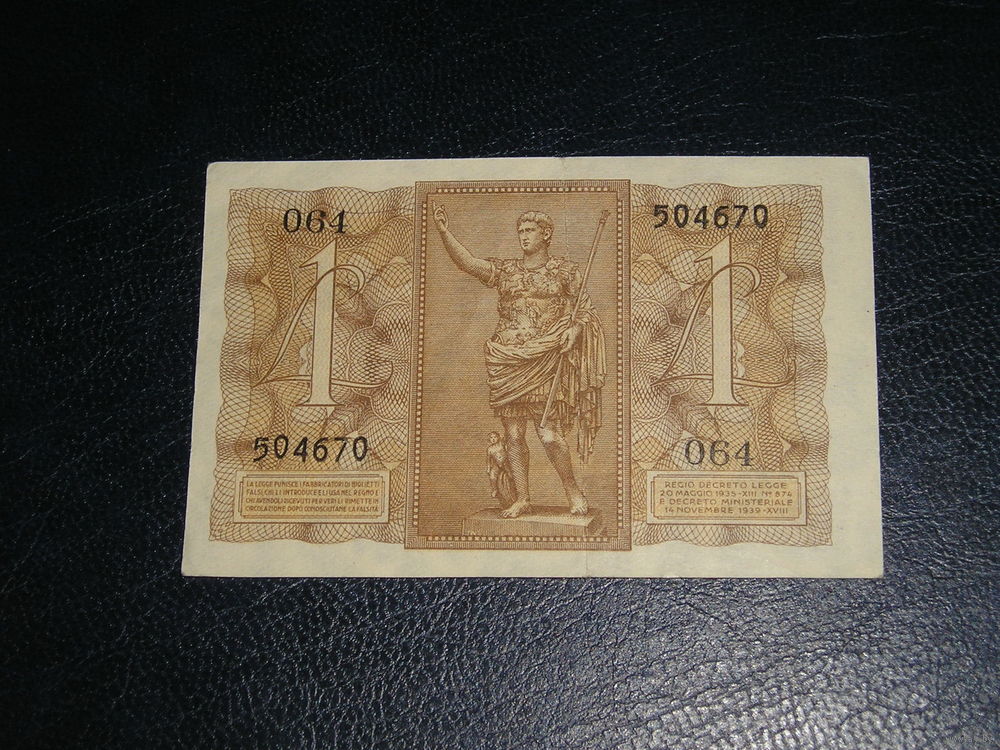 064
504670
1
1
504670
064
LA LEGGE PUNISCE I FABBRICATORI DI BIGLIETTI
FALSI, CHI LI INTRODUCE E LI USA NEL REGNO E
CHI AVENDOLI RICEVUTI PER VERI LI RIMETTE IN
CIRCOLAZIONE DOPO CONOSCIUTANE LA FALSITÀ
REGIO DECRETO LEGGE
20 MAGGIO 1935-XIII Nº 874
E DECRETO MINISTERIALE
14 NOVEMBRE 1939-XVIII